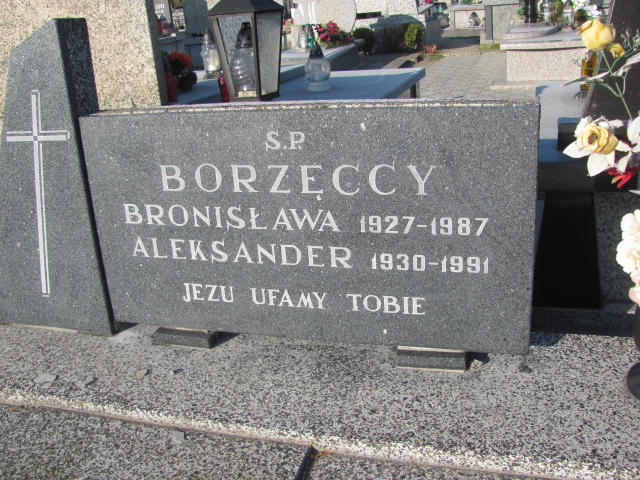 S.P.
BORZĘCCY
BRONISŁAWA 1927-1987
ALEKSANDER 1930-1991
JEZU UFAMY TOBIE